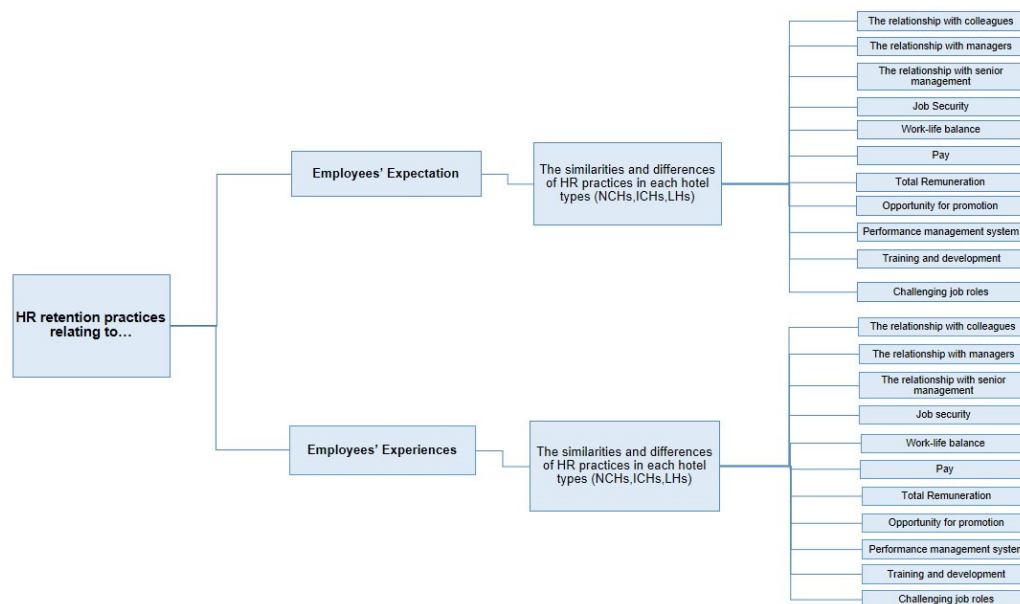 HR retention practices
relating to…
Employees’ Expectation
The similarities and differences
of HR practices in each hotel
types (NCHs,ICHs,LHs)
The relationship with colleagues
The relationship with managers
The relationship with senior
management
Job Security
Work-life balance
Pay
Total Remuneration
Opportunity for promotion
Performance management system
Training and development
Challenging job roles
Employees’ Experiences
The similarities and differences
of HR practices in each hotel
types (NCHs,ICHs,LHs)
The relationship with colleagues
The relationship with managers
The relationship with senior
management
Job security
Work-life balance
Pay
Total Remuneration
Opportunity for promotion
Performance management system
Training and development
Challenging job roles